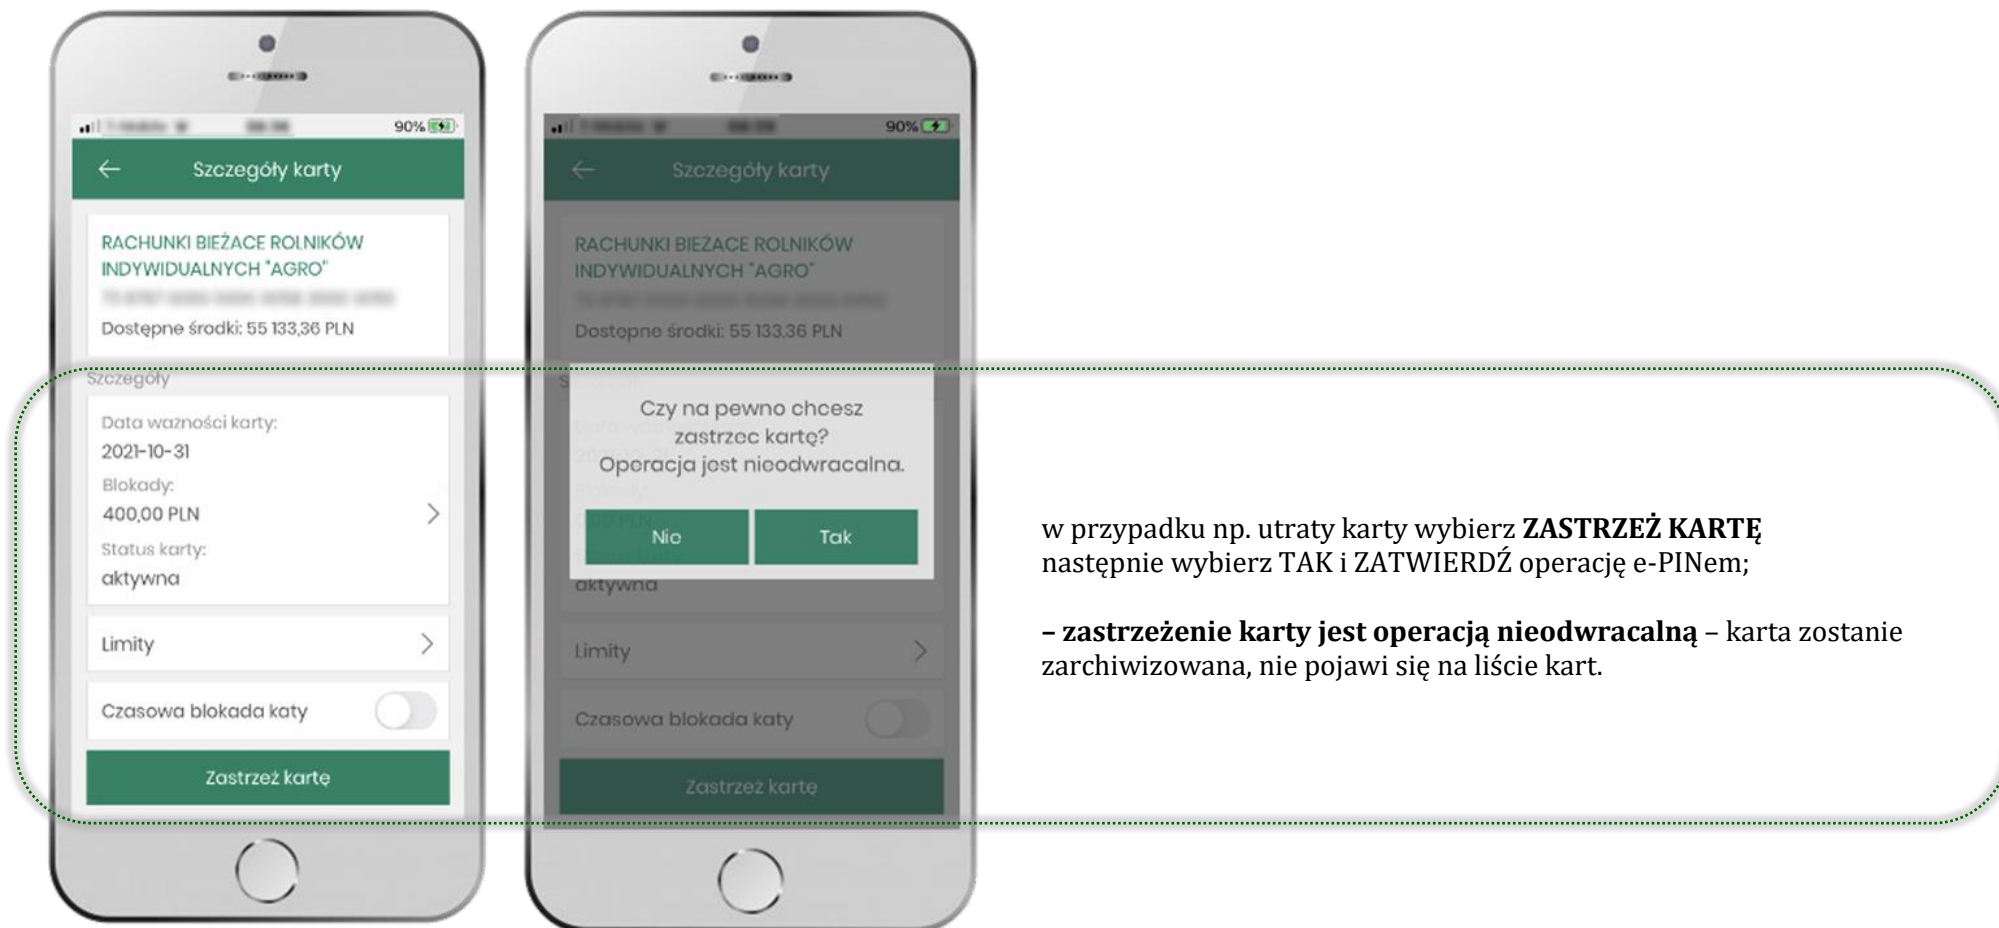 90%
Szczegóły karty
RACHUNKI BIEŻACE ROLNIKÓW
INDYWIDUALNYCH "AGRO"
Dostępne środki: 55 133,36 PLN
Szczegóły
Data ważności karty:
2021-10-31
Blokady:
400,00 PLN
Status karty:
aktywna
Limity
Czasowa blokada katy
Zastrzeż kartę
90%
Szczegóły karty
RACHUNKI BIEŻACE ROLNIKÓW
INDYWIDUALNYCH "AGRO"
Dostępne środki: 55 133,36 PLN
Czy na pewno chcesz
zastrzec kartę?
Operacja jest nieodwracalna.
Nie Tak
aktywna
Limity
Czasowa blokada katy
Zastrzeż kartę
w przypadku np. utraty karty wybierz ZASTRZEŻ KARTĘ
następnie wybierz TAK i ZATWIERDŹ operację e-PINem;
– zastrzeżenie karty jest operacją nieodwracalną – karta zostanie
zarchiwizowana, nie pojawi się na liście kart.